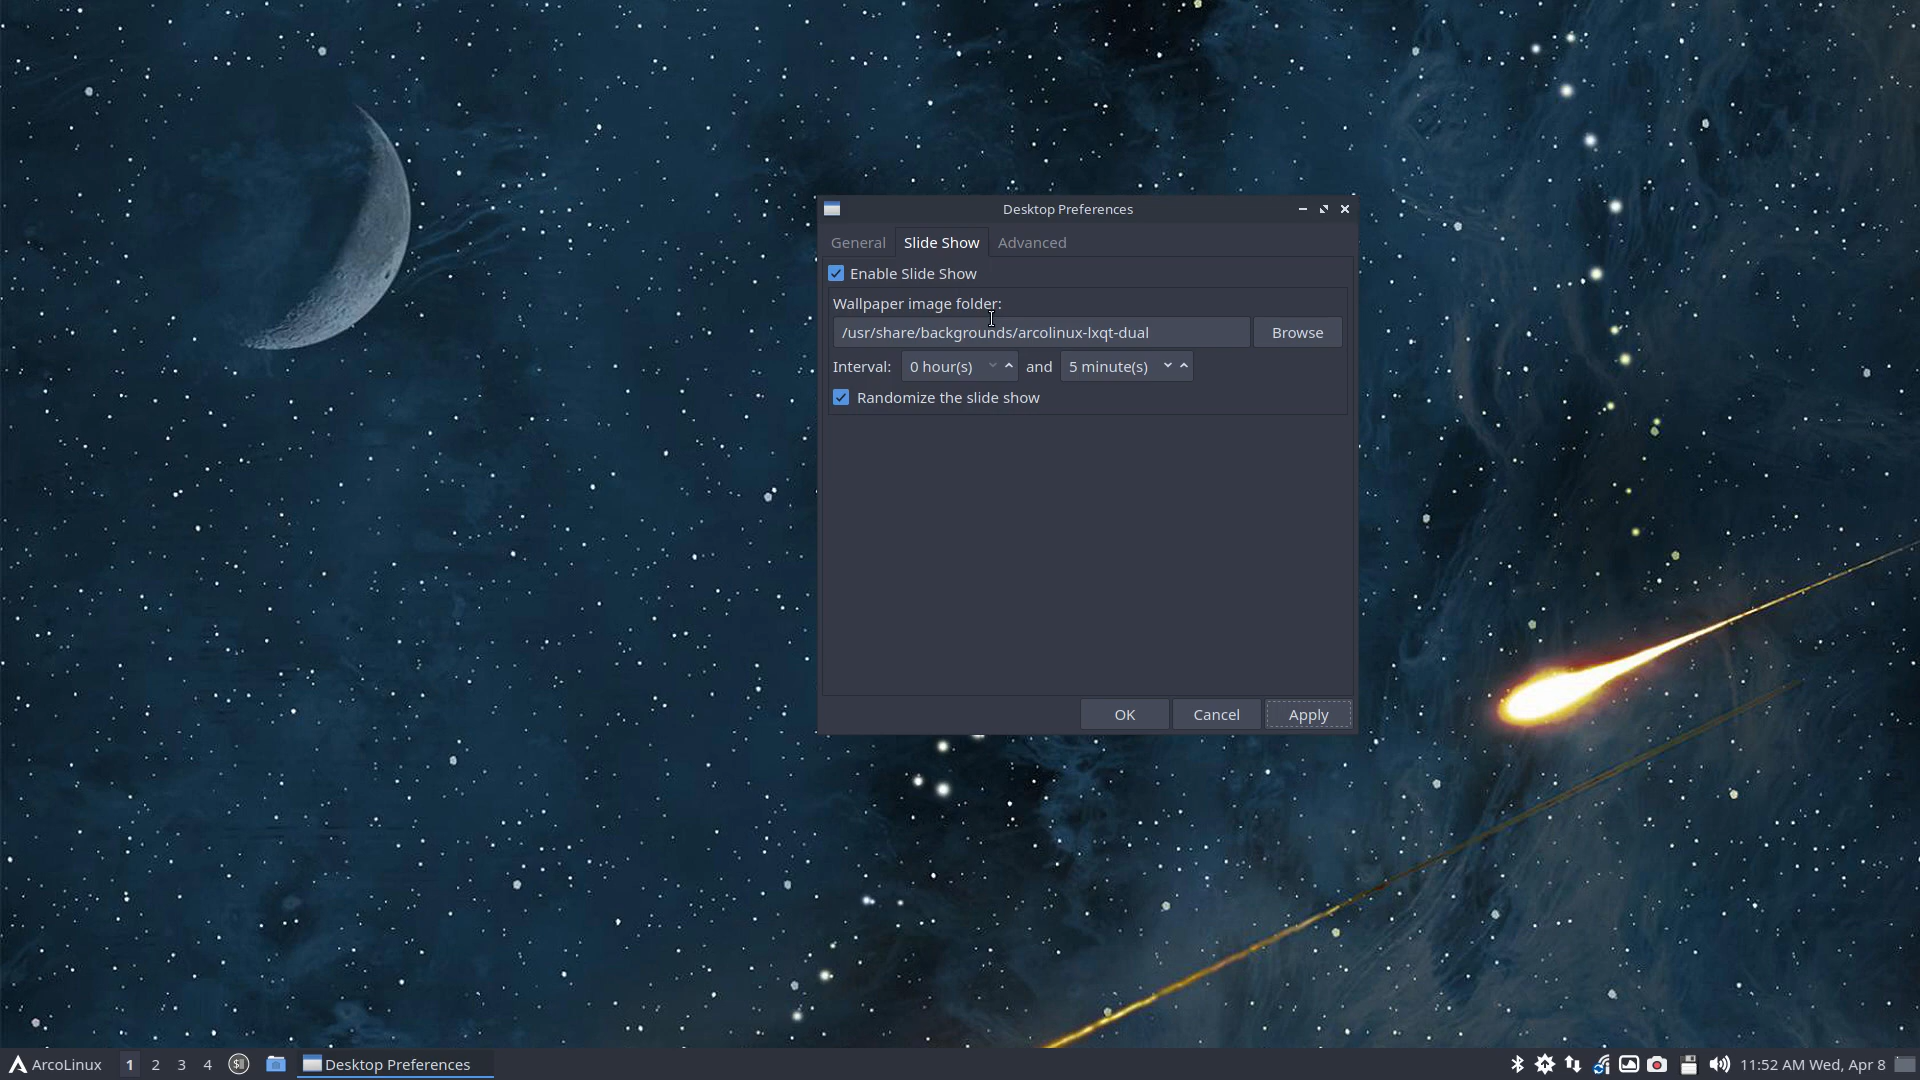 Desktop Preferences
General Slide Show Advanced
Enable Slide Show
Wallpaper image folder:
/usr/share/backgrounds/arcolinux-lxqt-dual Browse
Interval: 0 hour(s) and 5 minute(s)
Randomize the slide show
OK Cancel Apply
ArcoLinux 1 2 3 4 $ Desktop Preferences 11:52 AM Wed, Apr 8